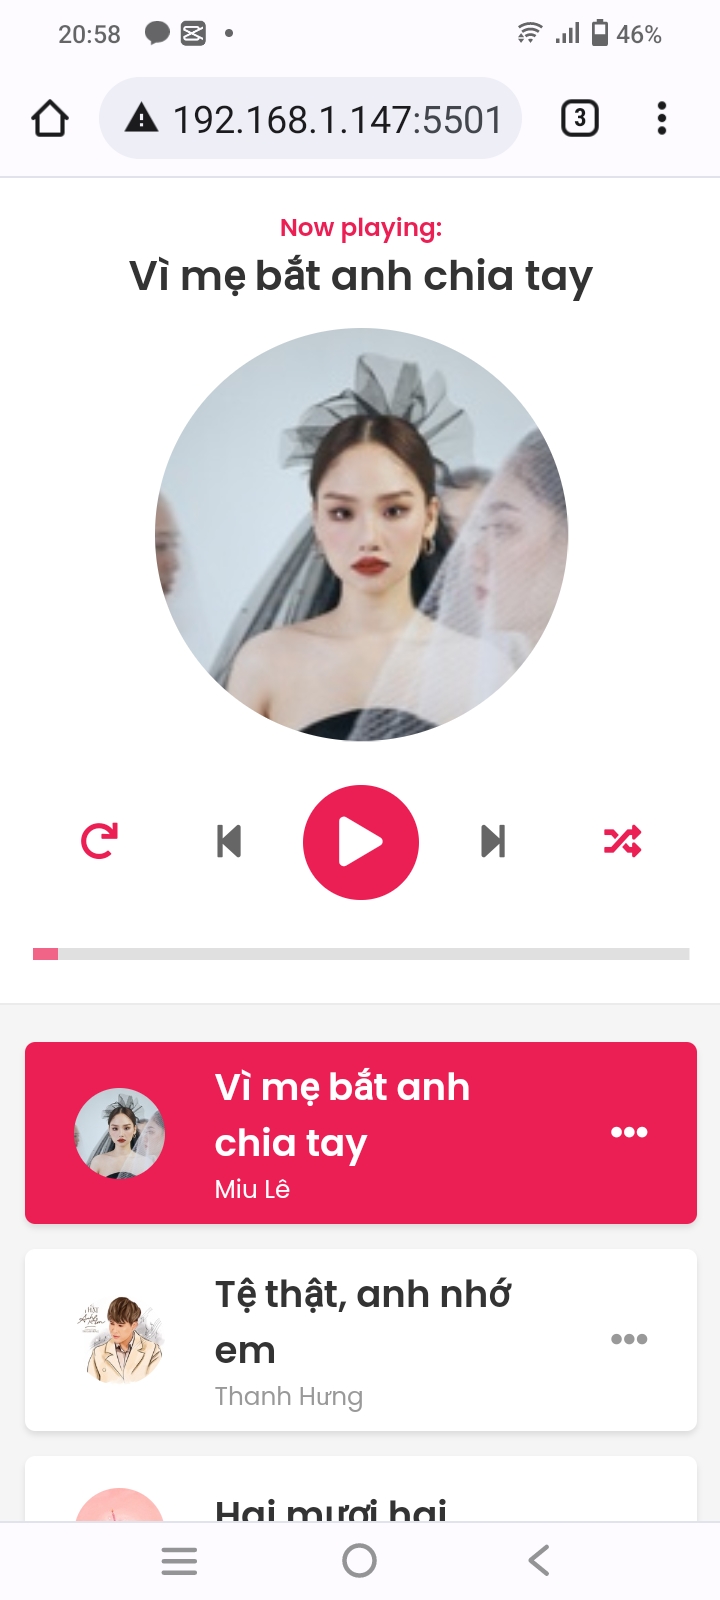 20:58
46%
192.168.1.147:5501
3
Now playing:
Vì mẹ bắt anh chia tay
Vì mẹ bắt anh
chia tay
Miu Lê
Tệ thật, anh nhớ
em
Thanh Hưng
Hai mươi hai